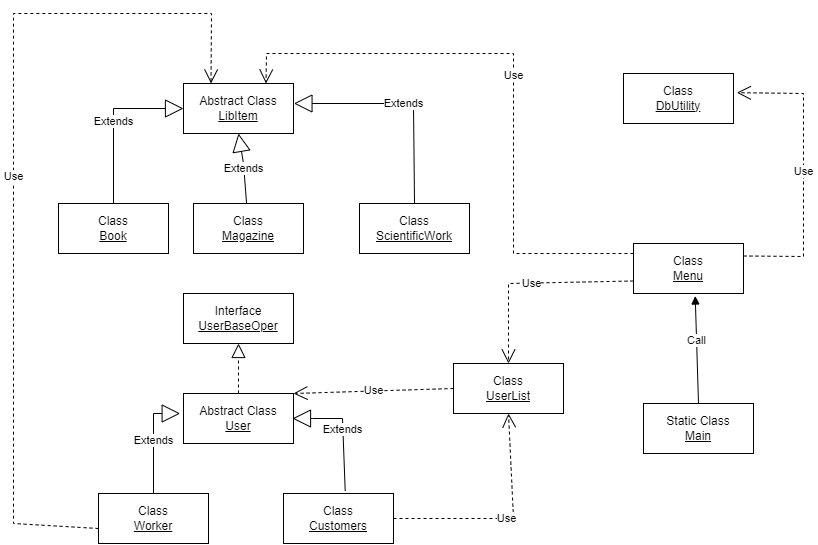 Use
Abstract Class
LibItem
Class
DbUtility
Extends
Extends
Extends
Use
Use
Class
Book
Class
Magazine
Class
ScientificWork
Class
Menu
Use
Interface
UserBaseOper
Call
Class
UserList
Use
Abstract Class
User
Static Class
Main
Extends
Extends
Class
Worker
Class
Customers
Use